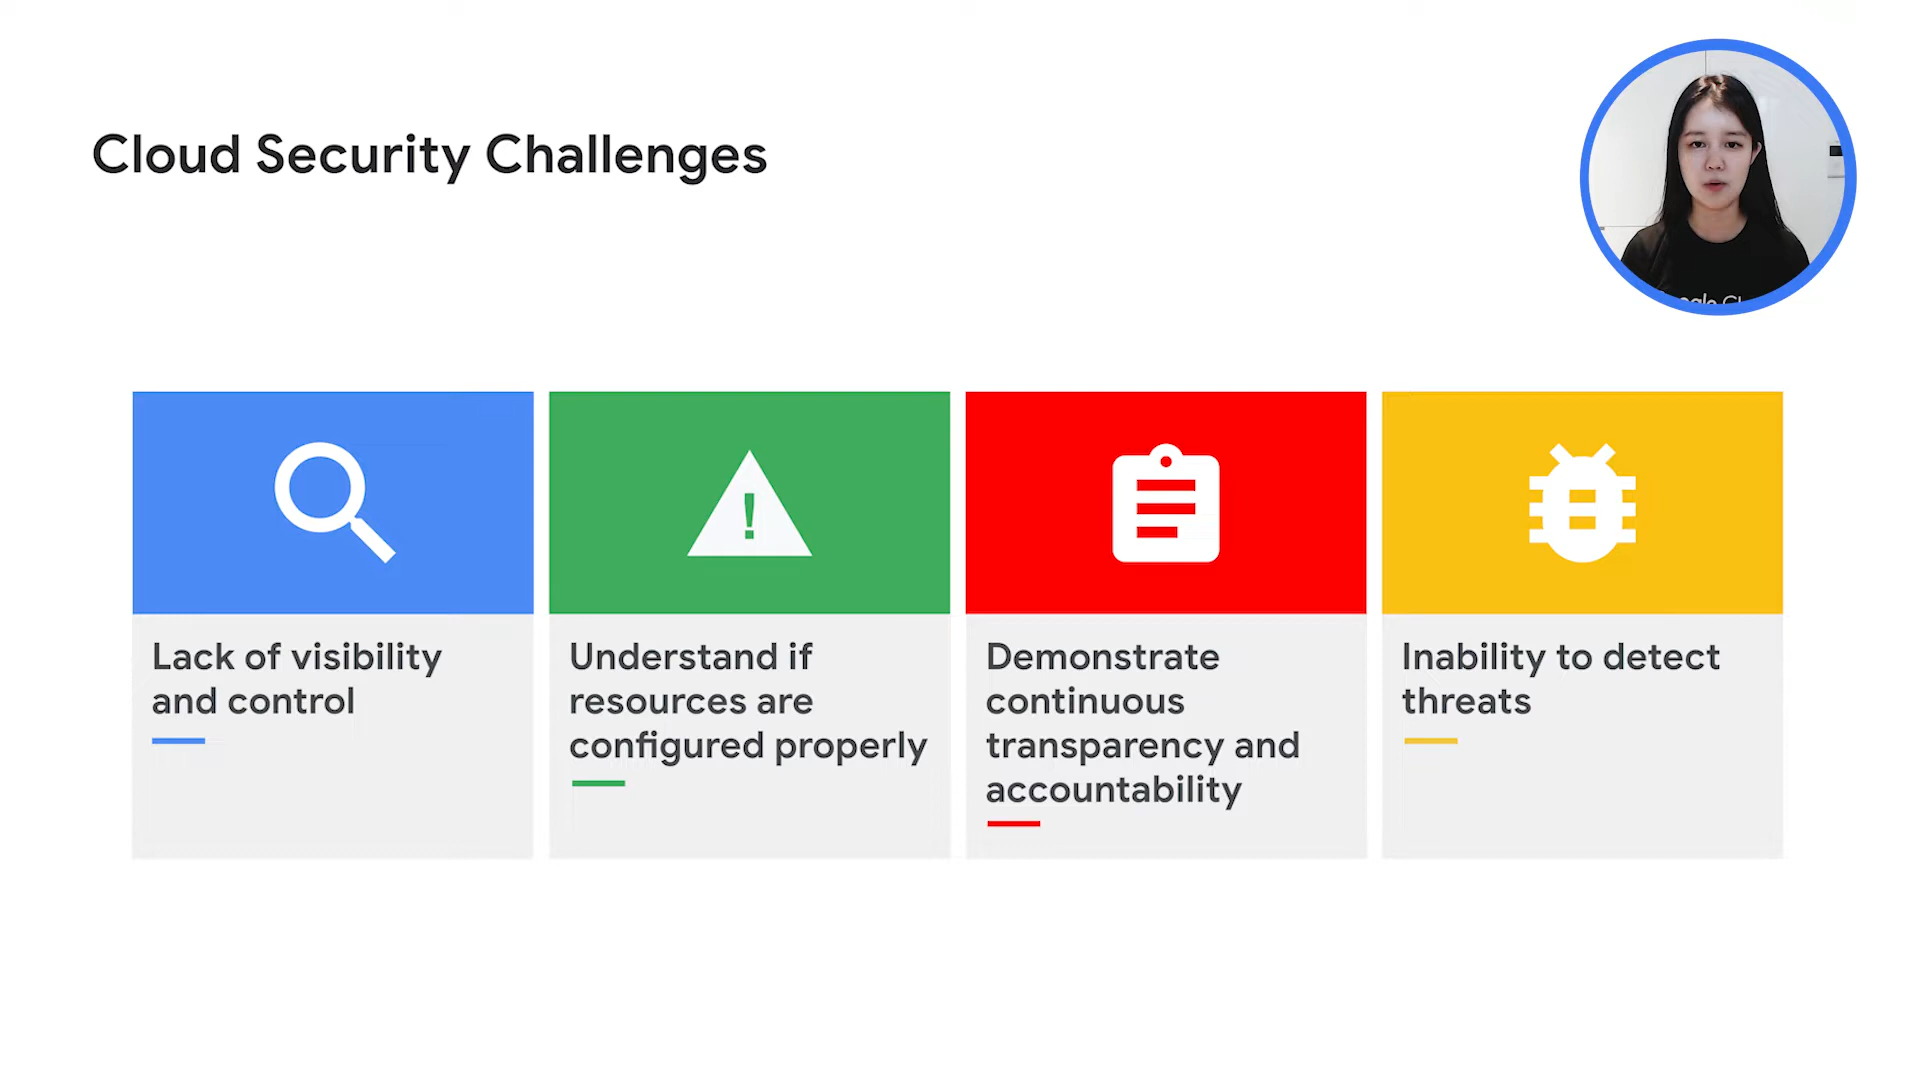 Cloud Security Challenges
Lack of visibility
and control
Understand if
resources are
configured properly
Demonstrate
continuous
transparency and
accountability
Inability to detect
threats